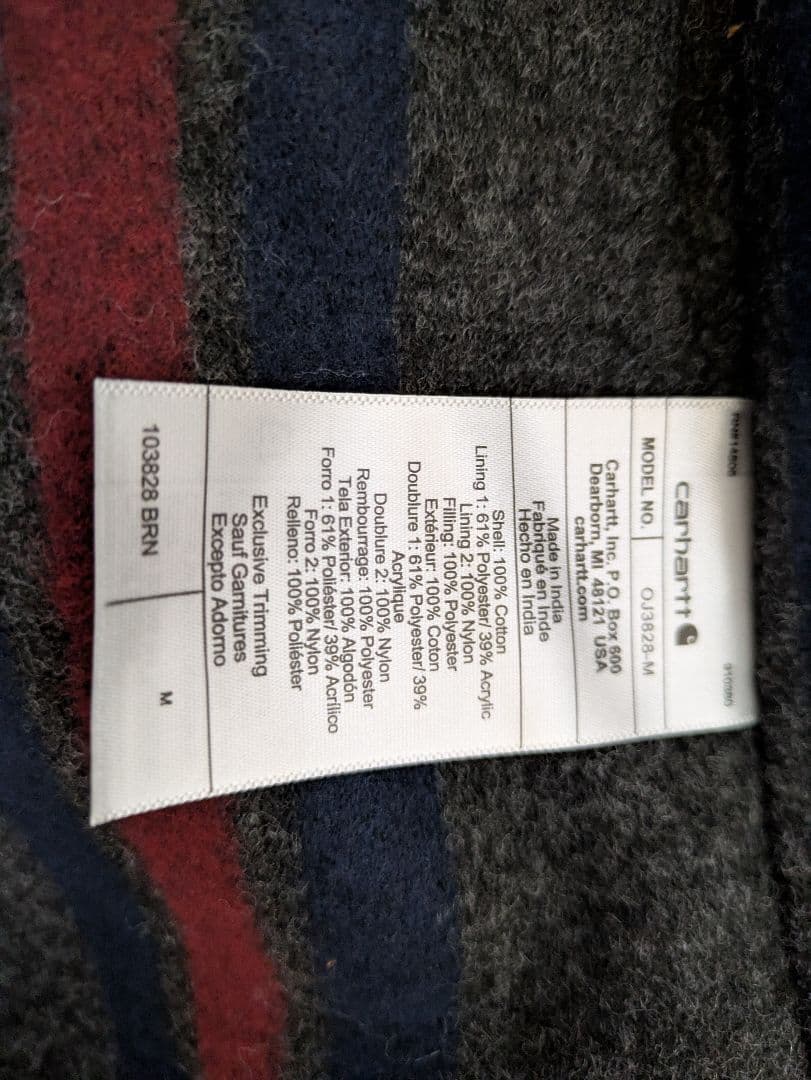 carhartt
MODEL NO. OJ3828-M
Carhartt, Inc. P.O. Box 600
Dearborn, MI 48121 USA
carhartt.com
Made in India
Fabriqué en Inde
Hecho en India
Shell: 100% Cotton
Lining 1: 61% Polyester/ 39% Acrylic
Lining 2: 100% Nylon
Filling: 100% Polyester
Extérieur: 100% Coton
Doublure 1: 61% Polyester/ 39%
Acrylique
Doublure 2: 100% Nylon
Rembourrage: 100% Polyester
Tela Exterior: 100% Algodón
Forro 1: 61% Poliéster/ 39% Acrílico
Forro 2: 100% Nylon
Relleno: 100% Poliéster
Exclusive Trimming
Sauf Garnitures
Excepto Adorno
103828 BRN M